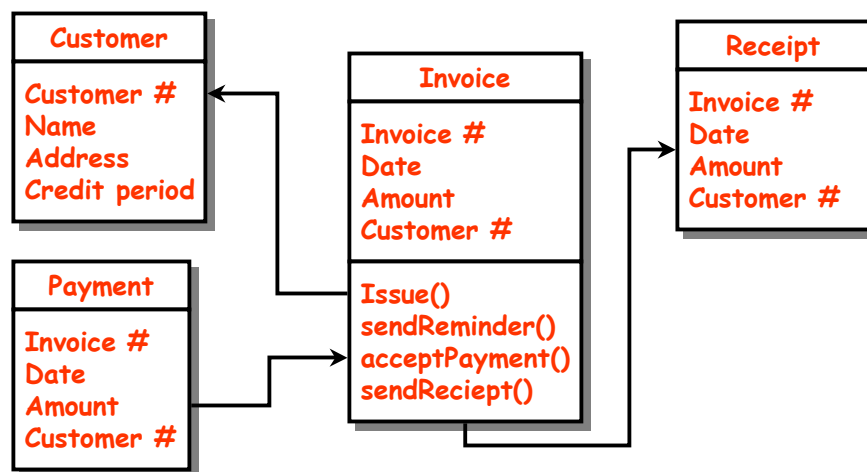 Customer
Customer #
Name
Address
Credit period
Invoice
Invoice #
Date
Amount
Customer #
Issue()
sendReminder()
acceptPayment()
sendReciept()
Receipt
Invoice #
Date
Amount
Customer #
Payment
Invoice #
Date
Amount
Customer #